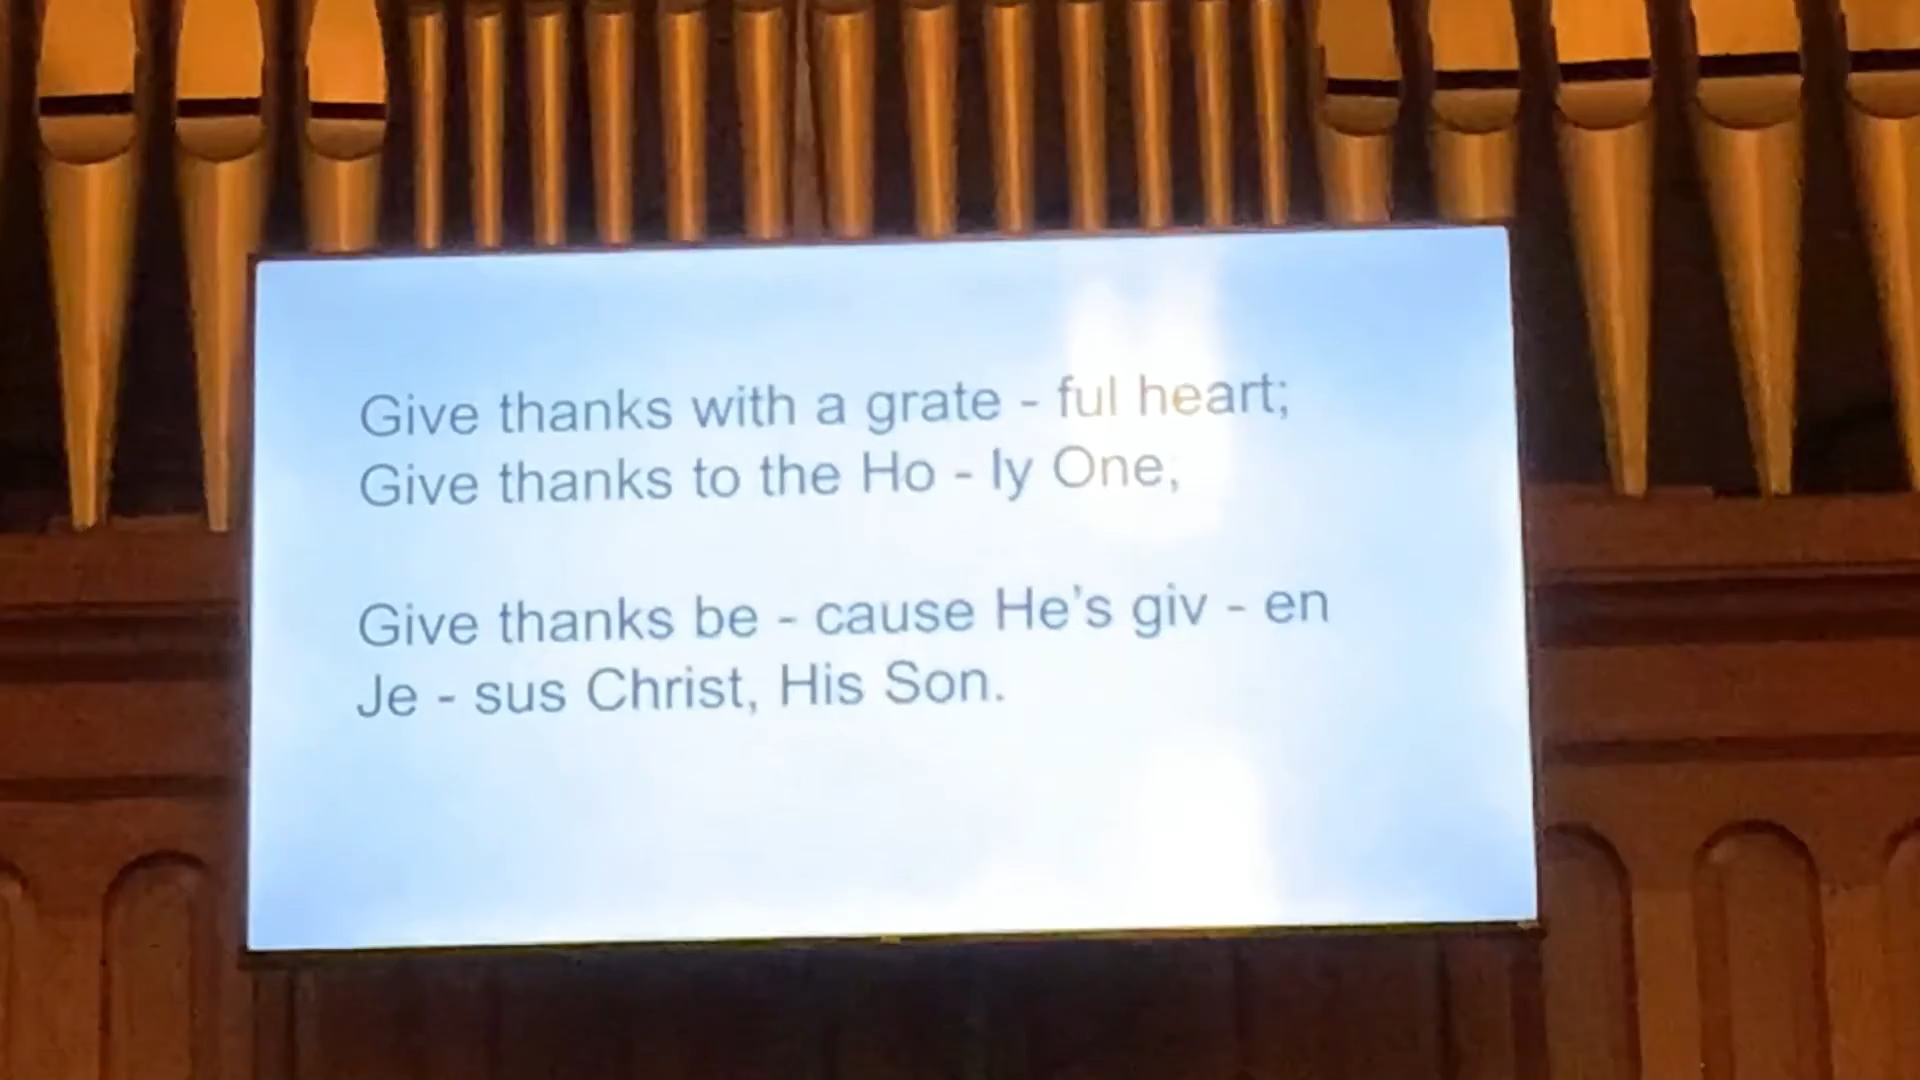 Give thanks with a grate - ful heart;
Give thanks to the Ho - ly One,
Give thanks be - cause He's giv - en
Je - sus Christ, His Son.